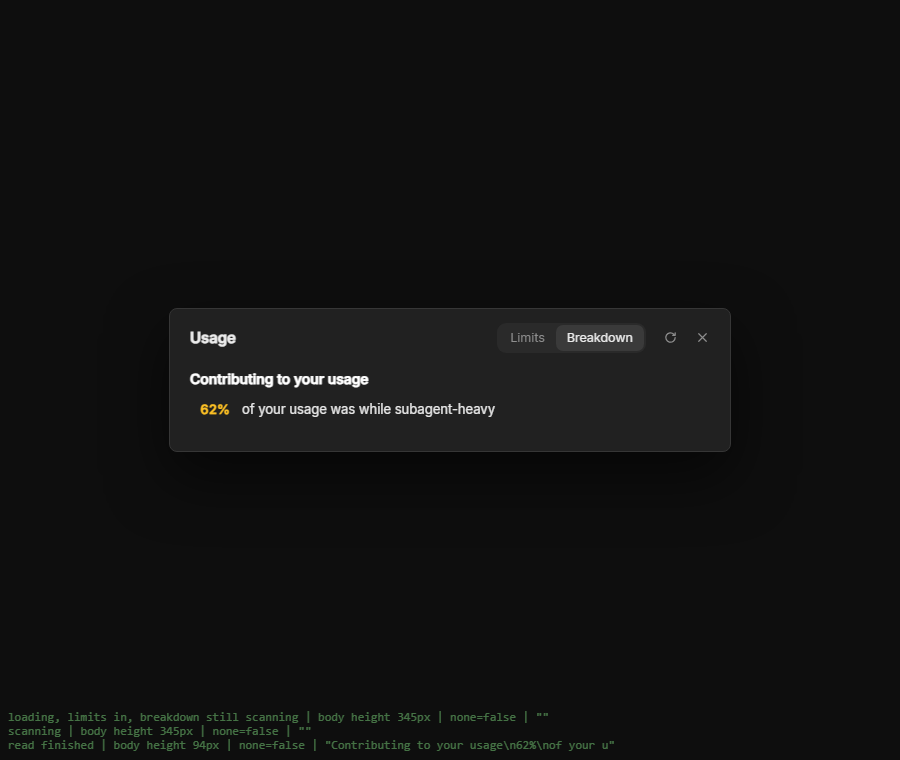 Usage
Limits
Breakdown
Contributing to your usage
62% of your usage was while subagent-heavy
loading, limits in, breakdown still scanning | body height 345px | none=false | ""
scanning | body height 345px | none=false | ""
read finished | body height 94px | none=false | "Contributing to your usage\n62%\nof your u"